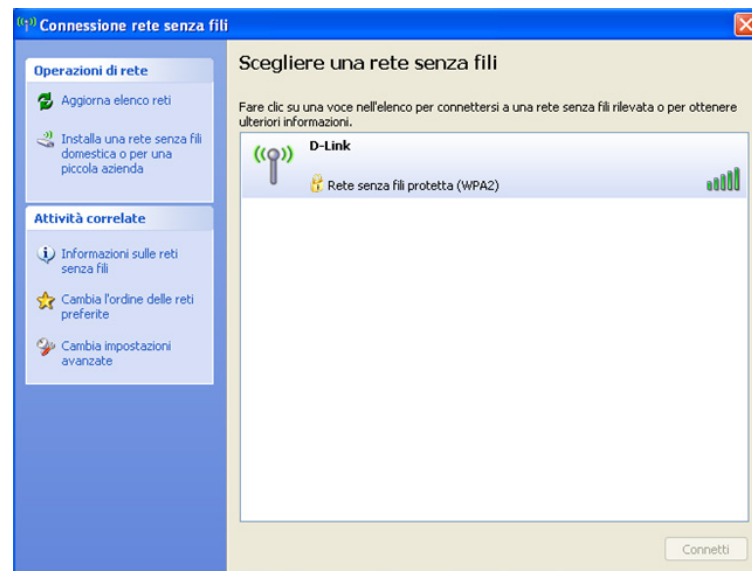 Connessione rete senza fili
Operazioni di rete
Aggiorna elenco reti
Installa una rete senza fili
domestica o per una
piccola azienda
Attività correlate
Informazioni sulle reti
senza fili
Cambia l'ordine delle reti
preferite
Cambia impostazioni
avanzate
Scegliere una rete senza fili
Fare clic su una voce nell'elenco per connettersi a una rete senza fili rilevata o per ottenere
ulteriori informazioni.
D-Link
Rete senza fili protetta (WPA2)
Connetti